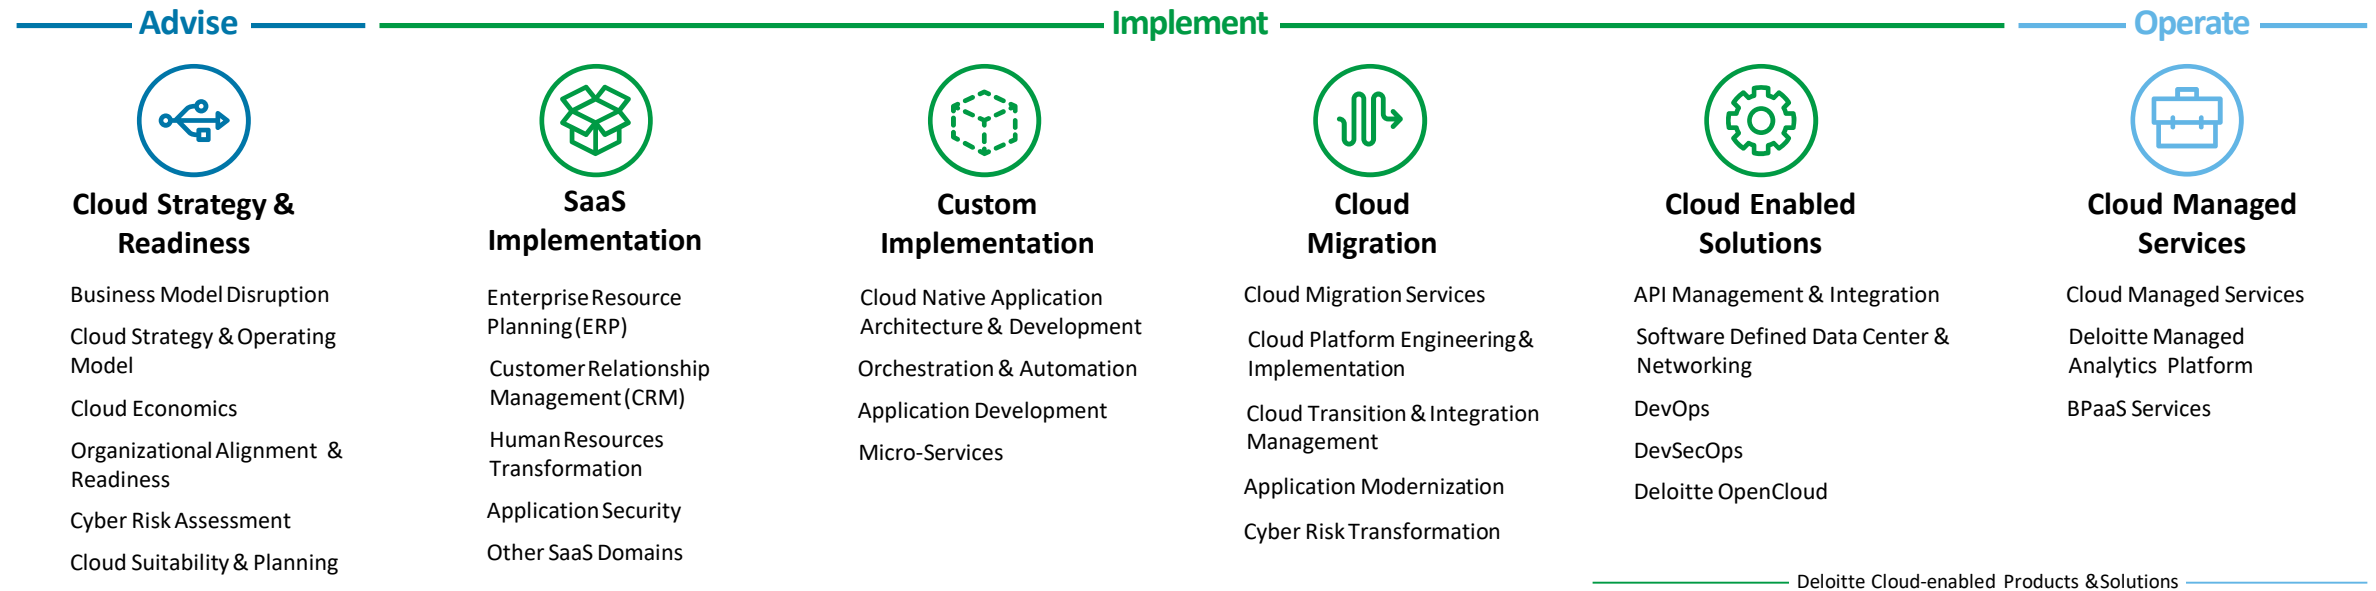 Advise
Implement
Operate
Cloud Strategy &
Readiness
Business Model Disruption
Cloud Strategy & Operating
Model
Cloud Economics
Organizational Alignment &
Readiness
Cyber Risk Assessment
Cloud Suitability & Planning
SaaS
Implementation
Enterprise Resource
Planning (ERP)
Customer Relationship
Management (CRM)
Human Resources
Transformation
Application Security
Other SaaS Domains
Custom
Implementation
Cloud Native Application
Architecture & Development
Orchestration & Automation
Application Development
Micro-Services
Cloud
Migration
Cloud Migration Services
Cloud Platform Engineering &
Implementation
Cloud Transition & Integration
Management
Application Modernization
Cyber Risk Transformation
Cloud Enabled
Solutions
API Management & Integration
Software Defined Data Center &
Networking
DevOps
DevSecOps
Deloitte OpenCloud
Cloud Managed
Services
Cloud Managed Services
Deloitte Managed
Analytics Platform
BPaaS Services
Deloitte Cloud-enabled Products & Solutions